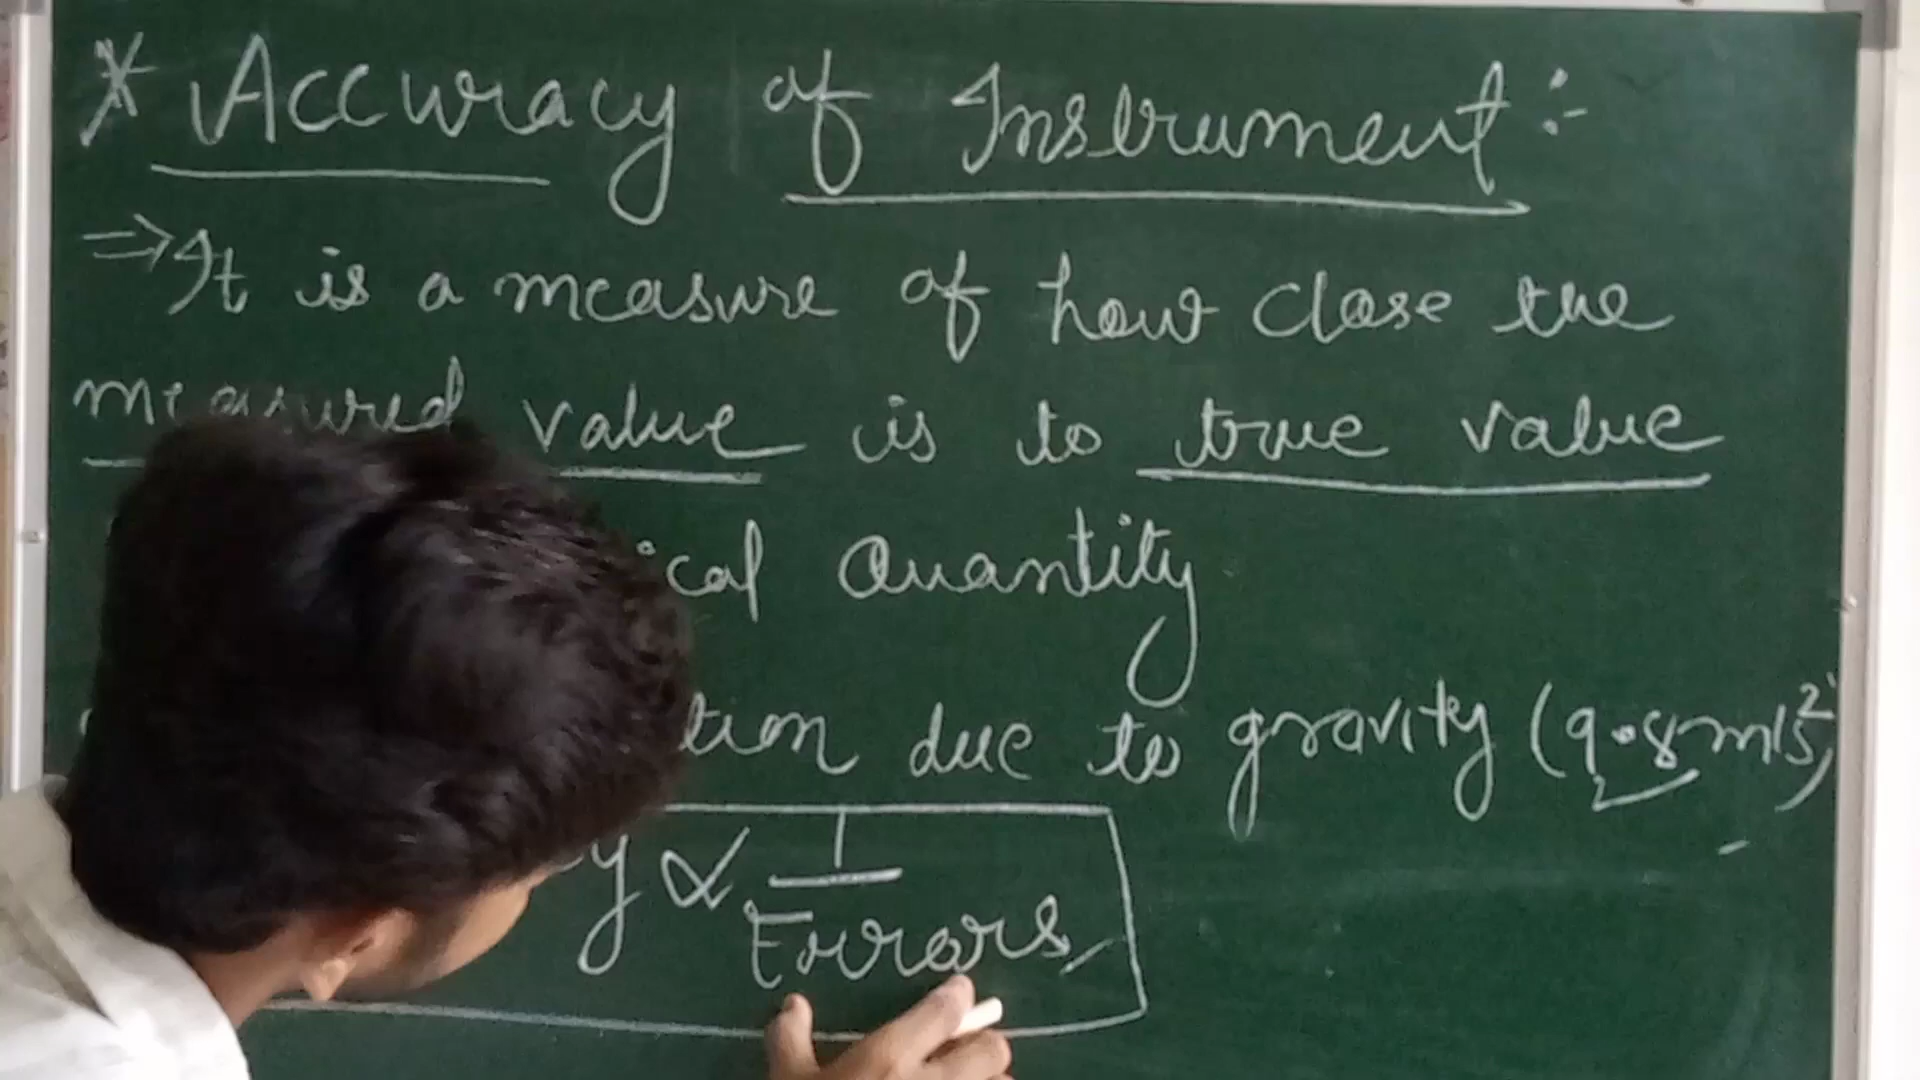 * Accuracy of Instrument :-
⇒ It is a measure of how close the
measured value is to true value
ical Quantity
tion due to gravity (9.8 m/s²)
y ∝ 1
Errors